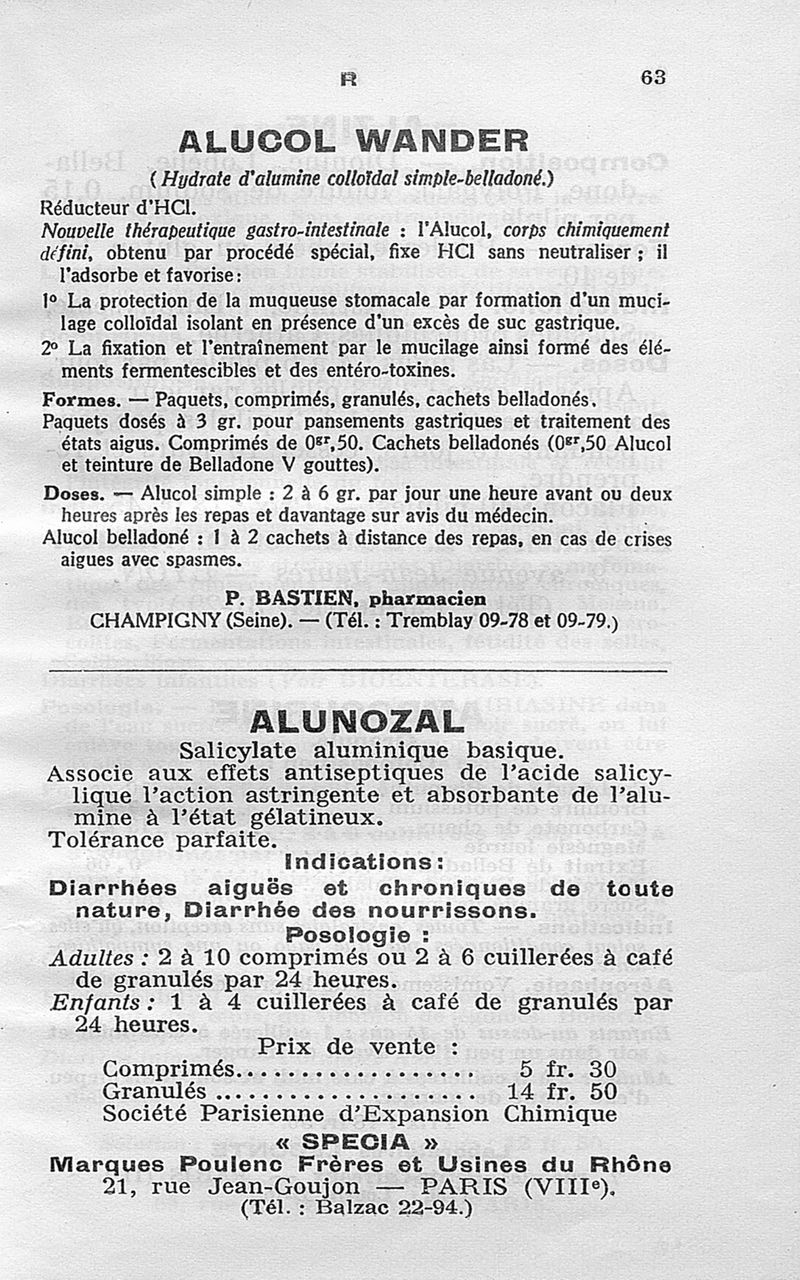 R 63
ALUCOL WANDER
(Hydrate d'alumine colloïdal simple-belladoné.)
Réducteur d'HCl.
Nouvelle thérapeutique gastro-intestinale : l'Alucol, corps chimiquement
défini, obtenu par procédé spécial, fixe HCl sans neutraliser ; il
l'adsorbe et favorise :
1º La protection de la muqueuse stomacale par formation d'un muci-
lage colloïdal isolant en présence d'un excès de suc gastrique.
2º La fixation et l'entraînement par le mucilage ainsi formé des élé-
ments fermentescibles et des entéro-toxines.
Formes. — Paquets, comprimés, granulés, cachets belladonés.
Paquets dosés à 3 gr. pour pansements gastriques et traitement des
états aigus. Comprimés de 0gr,50. Cachets belladonés (0gr,50 Alucol
et teinture de Belladone V gouttes).
Doses. — Alucol simple : 2 à 6 gr. par jour une heure avant ou deux
heures après les repas et davantage sur avis du médecin.
Alucol belladoné : 1 à 2 cachets à distance des repas, en cas de crises
aigues avec spasmes.
P. BASTIEN, pharmacien
CHAMPIGNY (Seine). — (Tél. : Tremblay 09-78 et 09-79.)
ALUNOZAL
Salicylate aluminique basique.
Associe aux effets antiseptiques de l'acide salicy-
lique l'action astringente et absorbante de l'alu-
mine à l'état gélatineux.
Tolérance parfaite.
Indications :
Diarrhées aiguës et chroniques de toute
nature, Diarrhée des nourrissons.
Posologie :
Adultes : 2 à 10 comprimés ou 2 à 6 cuillerées à café
de granulés par 24 heures.
Enfants : 1 à 4 cuillerées à café de granulés par
24 heures.
Prix de vente :
Comprimés.................. 5 fr. 30
Granulés .................... 14 fr. 50
Société Parisienne d'Expansion Chimique
« SPECIA »
Marques Poulenc Frères et Usines du Rhône
21, rue Jean-Goujon — PARIS (VIIIe).
(Tél. : Balzac 22-94.)